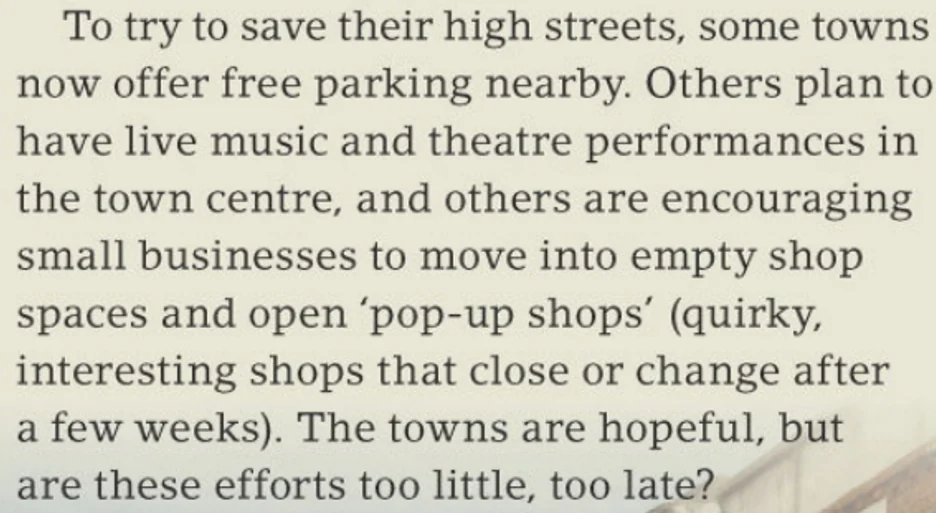 To try to save their high streets, some towns
now offer free parking nearby. Others plan to
have live music and theatre performances in
the town centre, and others are encouraging
small businesses to move into empty shop
spaces and open ‘pop-up shops’ (quirky,
interesting shops that close or change after
a few weeks). The towns are hopeful, but
are these efforts too little, too late?